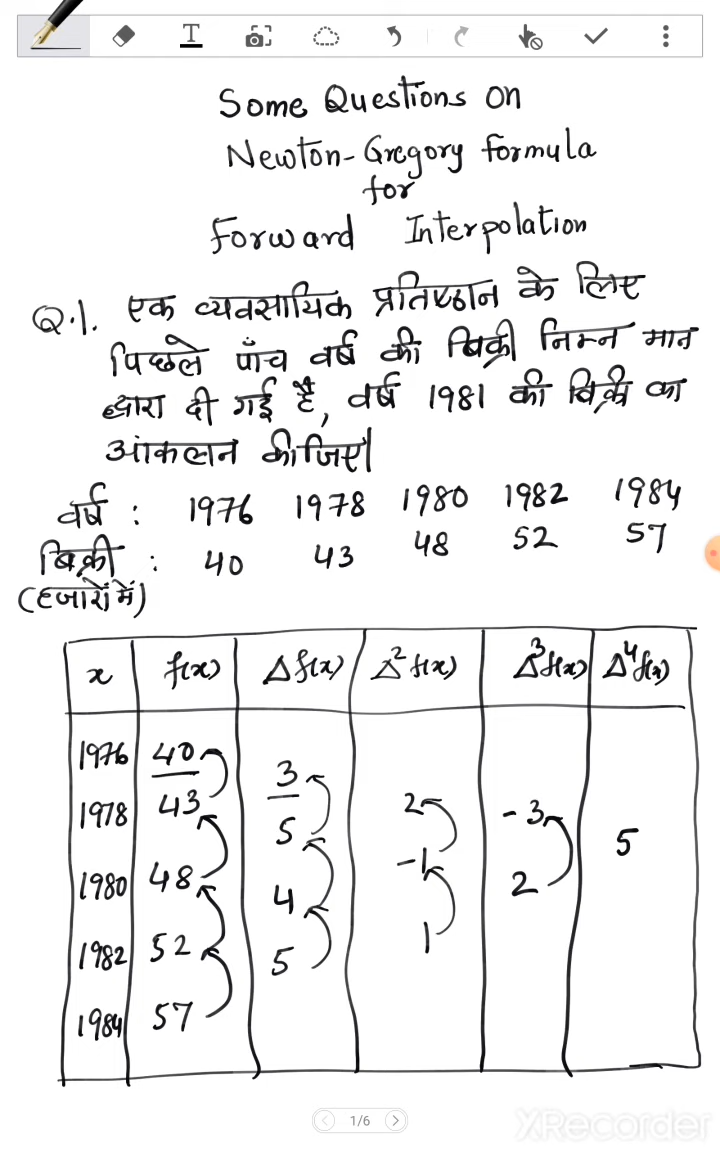 T
Some Questions on
Newton-Gregory formula
for
Forward Interpolation
Q.1. एक व्यवसायिक प्रतिष्ठान के लिए
पिछले पाँच वर्ष की बिक्री निम्न मान
द्वारा दी गई है, वर्ष 1981 की बिक्री का
आंकलन कीजिए।
वर्ष : 1976 1978 1980 1982 1984
बिक्री : 40 43 48 52 57
(हजारों में)
x f(x) Δf(x) Δ²f(x) Δ³f(x) Δ⁴f(x)
1976 40
3
1978 43 2 -3
5 5
1980 48 -1 2
4
1982 52 1
5
1984 57
1/6
XRecorder